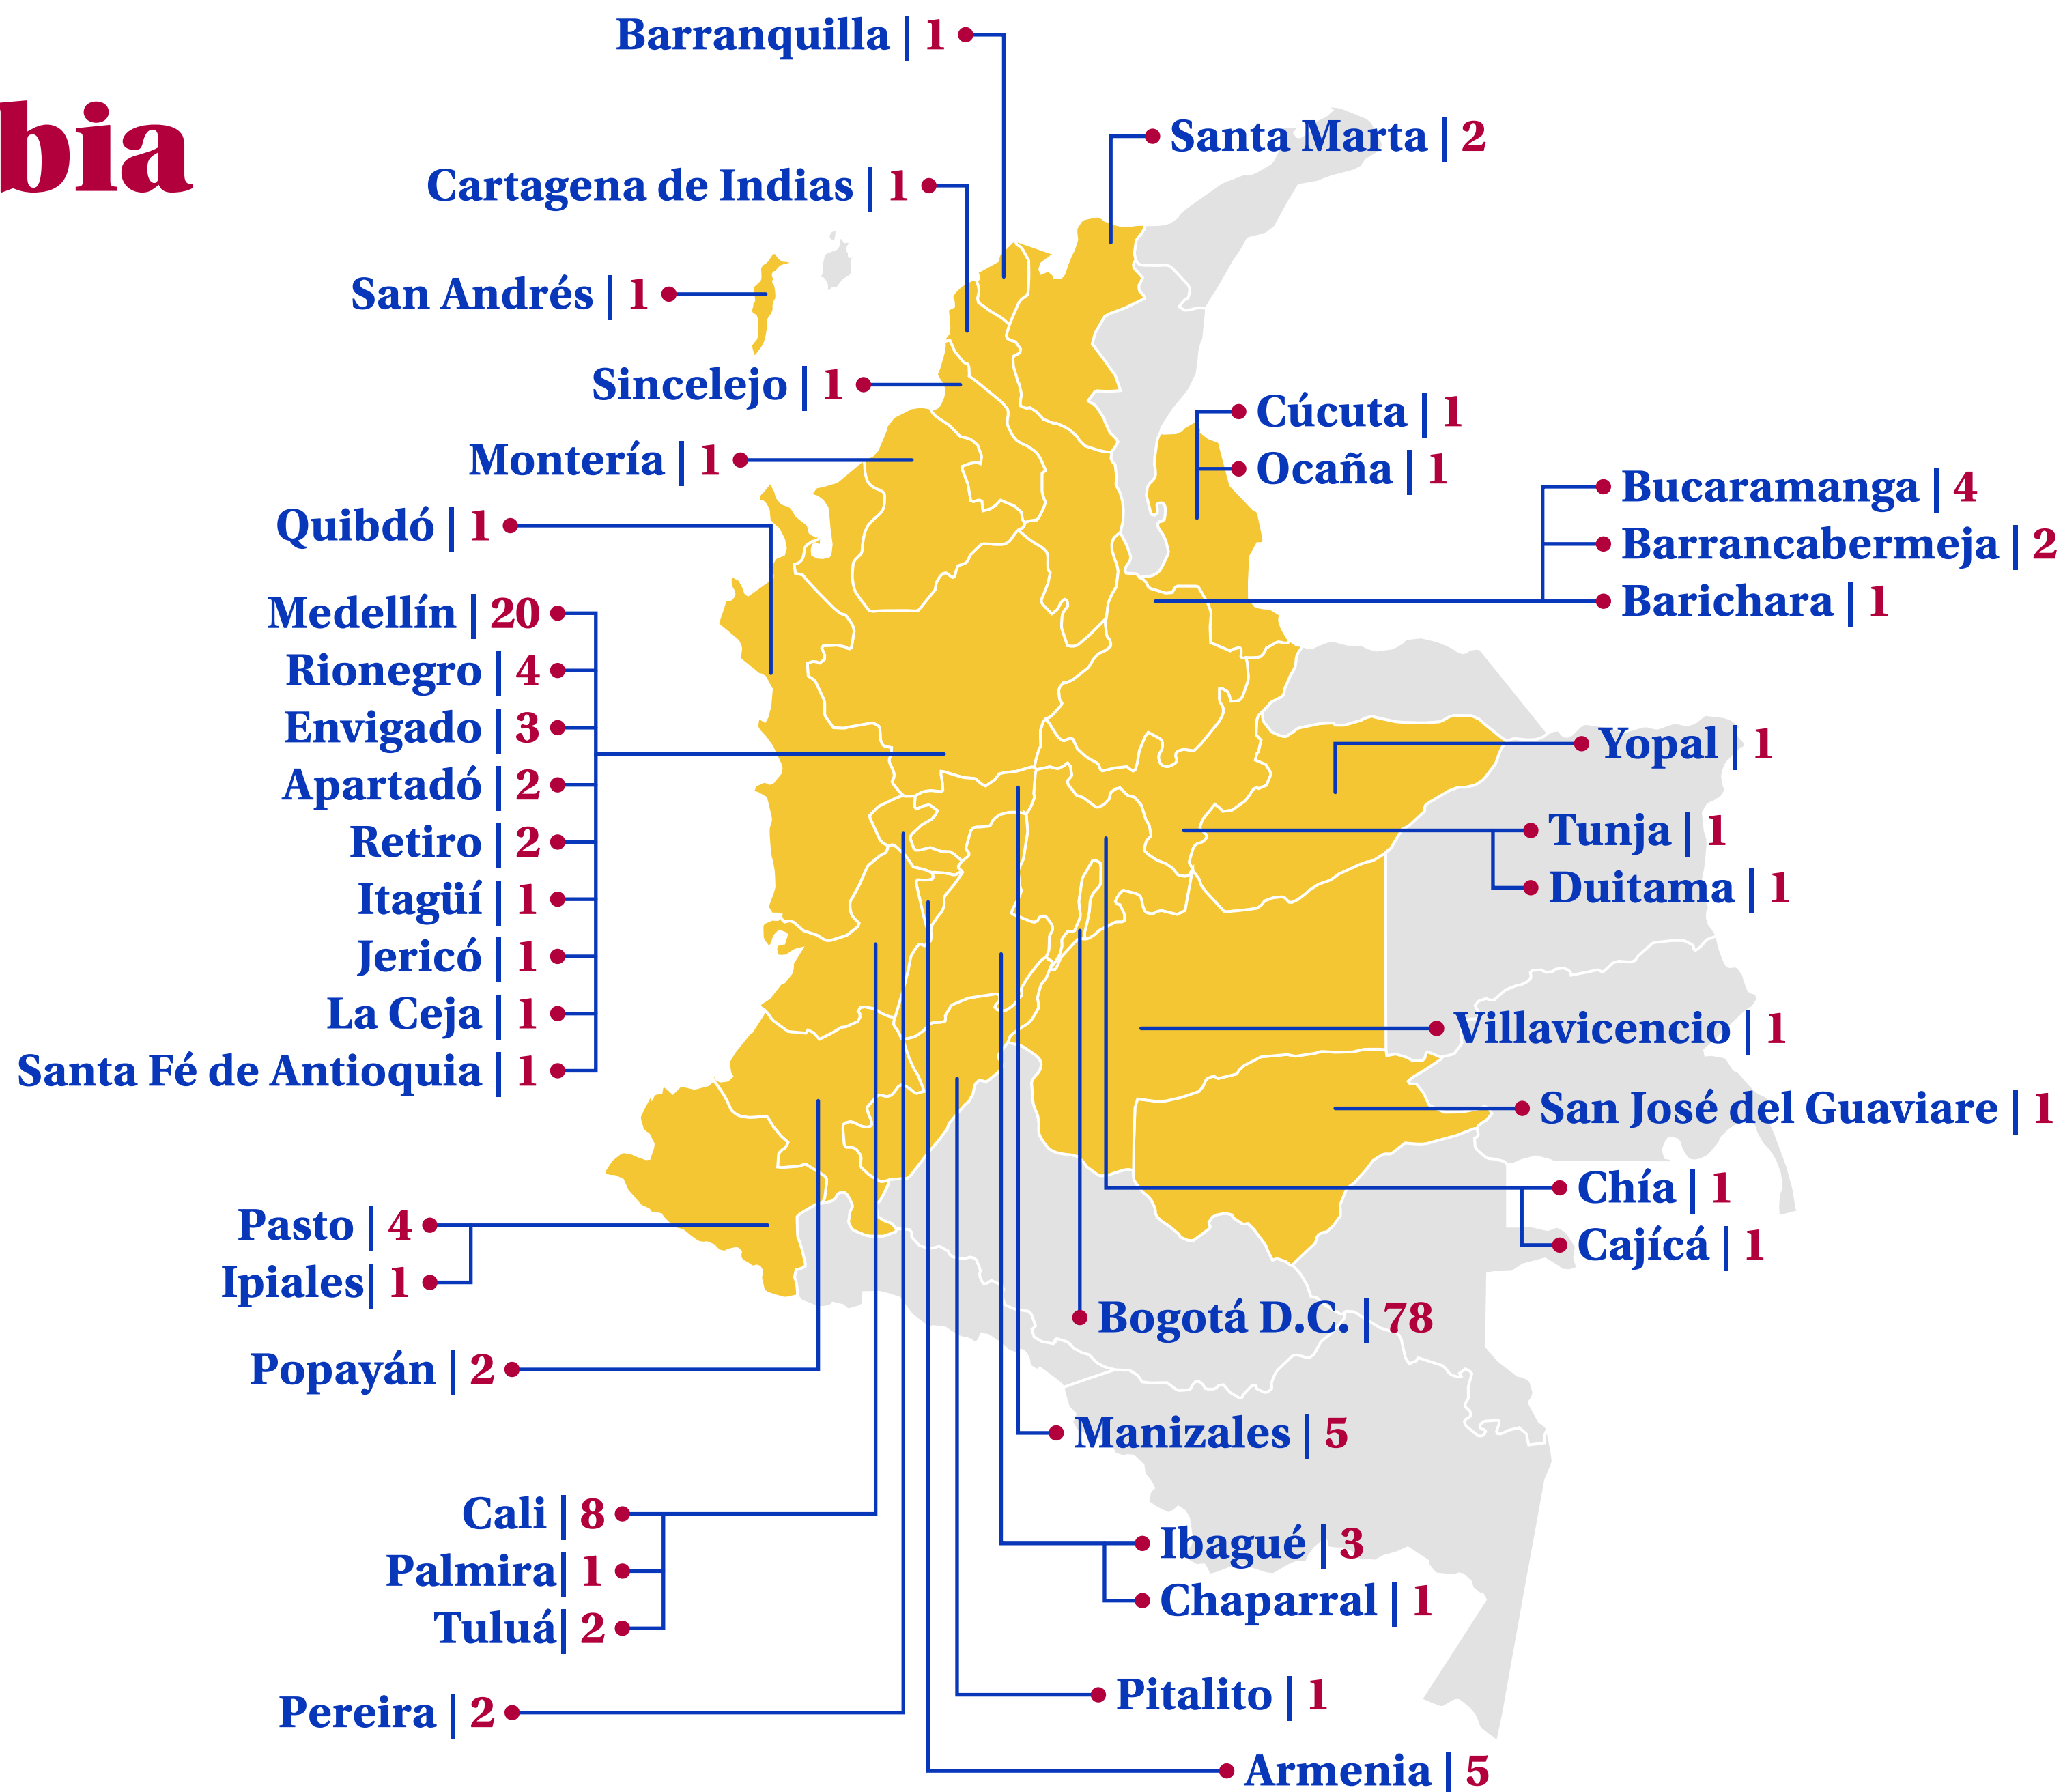 bia
Barranquilla | 1
Santa Marta | 2
Cartagena de Indias | 1
San Andrés | 1
Sincelejo | 1
Cúcuta | 1
Ocaña | 1
Montería | 1
Bucaramanga | 4
Barrancabermeja | 2
Barichara | 1
Quibdó | 1
Medellín | 20
Rionegro | 4
Envigado | 3
Apartadó | 2
Retiro | 2
Itagüí | 1
Jericó | 1
La Ceja | 1
Santa Fé de Antioquia | 1
Yopal | 1
Tunja | 1
Duitama | 1
Villavicencio | 1
San José del Guaviare | 1
Chía | 1
Cajícá | 1
Pasto | 4
Ipiales| 1
Bogotá D.C. | 78
Popayán | 2
Manizales | 5
Cali | 8
Palmira| 1
Tuluá| 2
Ibagué | 3
Chaparral | 1
Pereira | 2
Pitalito | 1
Armenia | 5